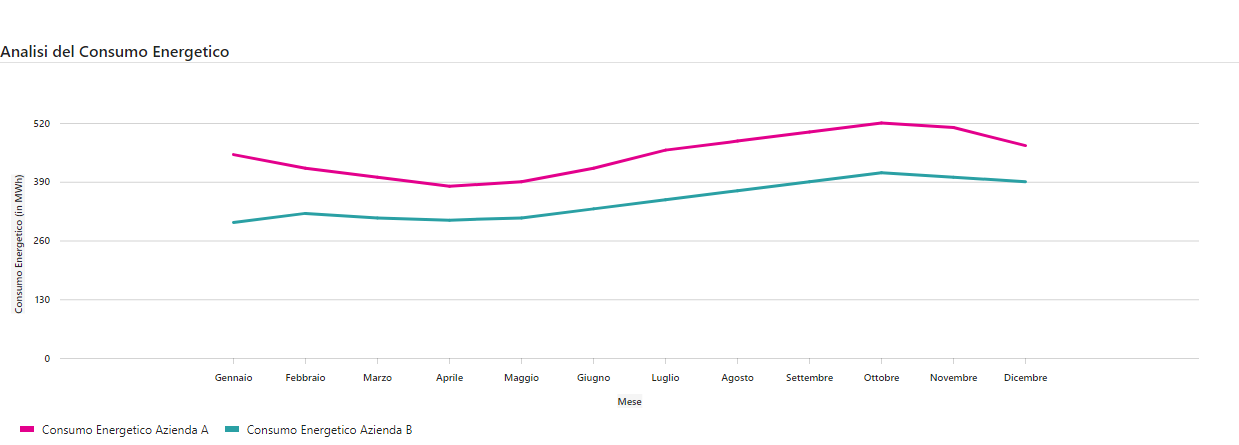 Analisi del Consumo Energetico
Consumo Energetico (in MWh)
520
390
260
130
0
Gennaio Febbraio Marzo Aprile Maggio Giugno Luglio Agosto Settembre Ottobre Novembre Dicembre
Mese
Consumo Energetico Azienda A Consumo Energetico Azienda B